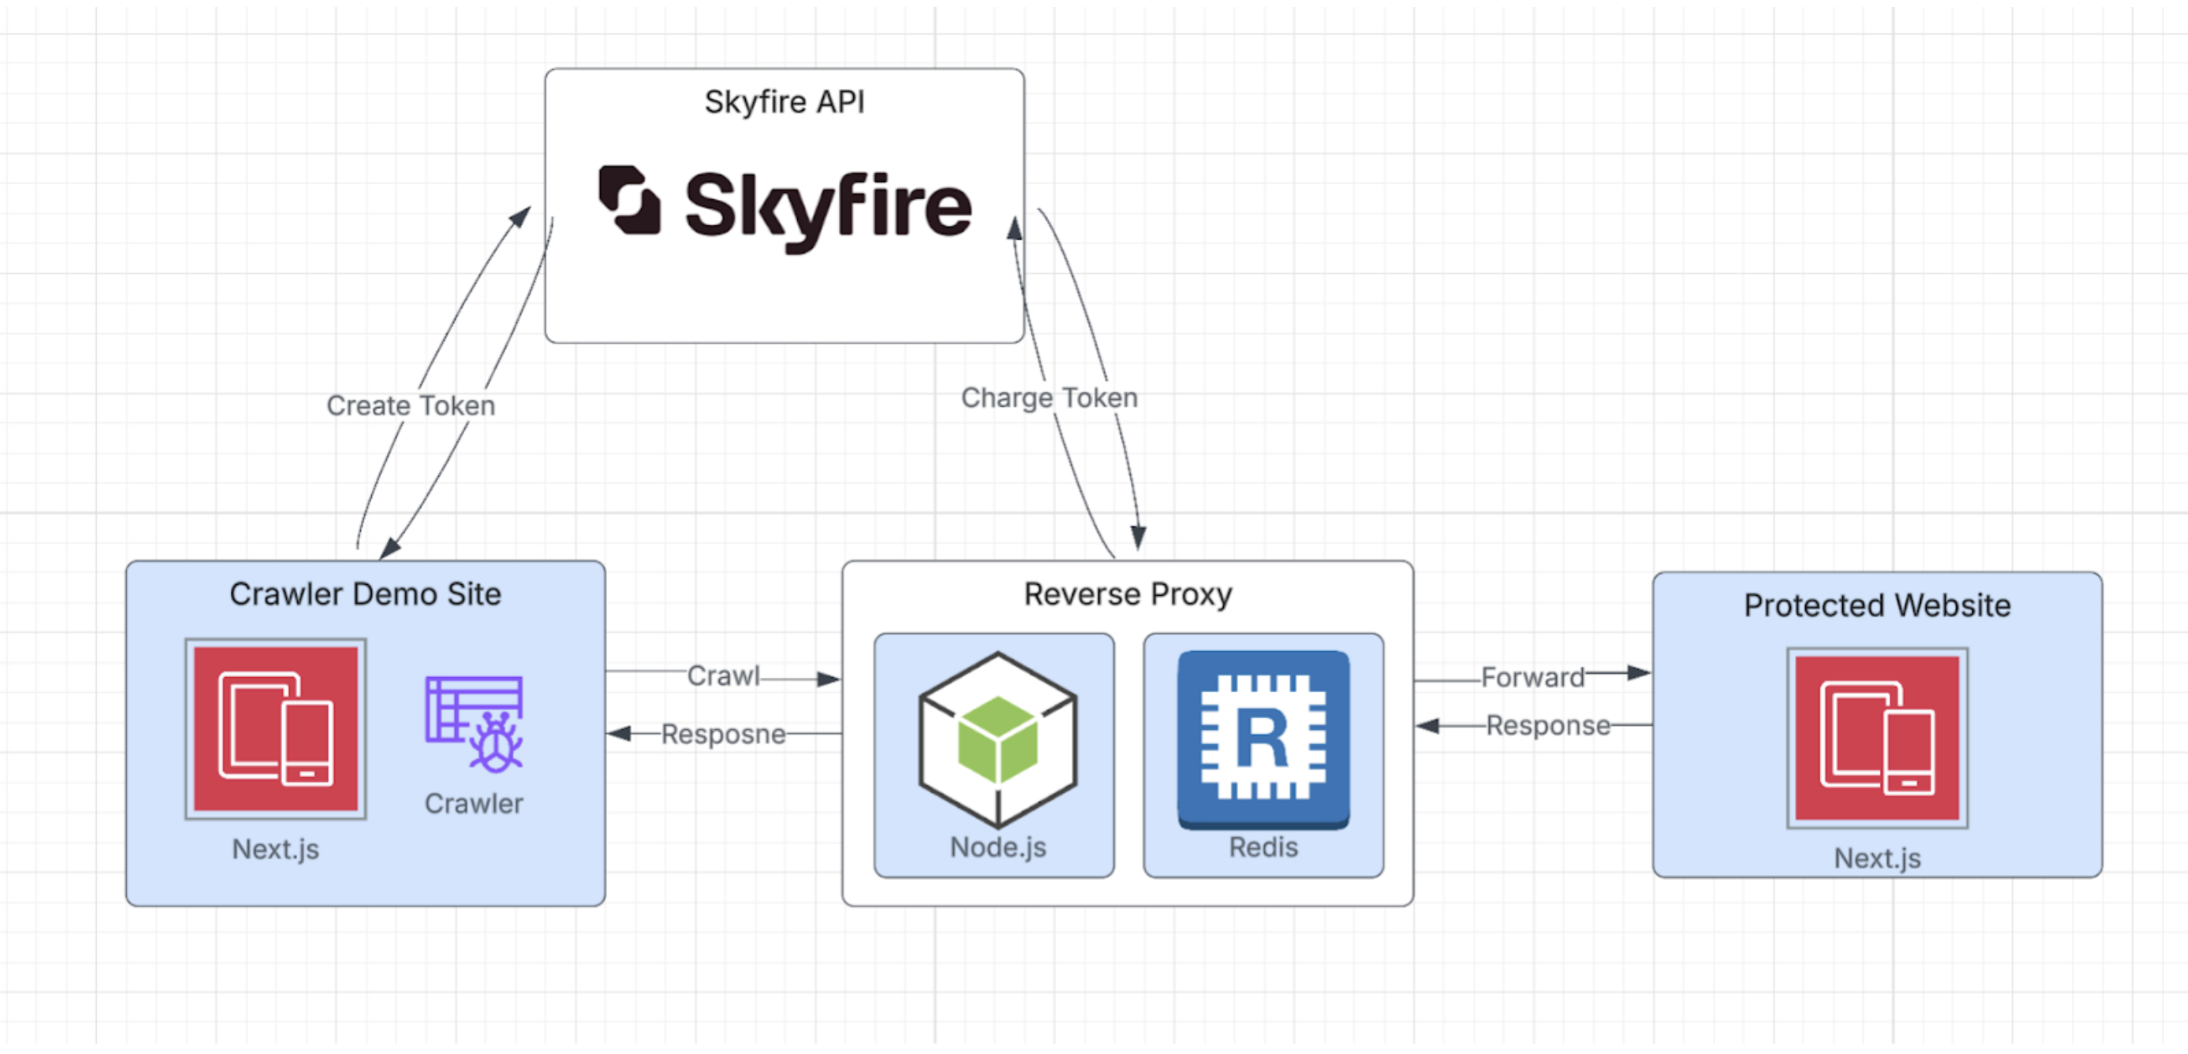 Skyfire API
Skyfire
Create Token
Charge Token
Crawler Demo Site
Next.js
Crawler
Crawl
Resposne
Reverse Proxy
Node.js
R
Redis
Forward
Response
Protected Website
Next.js